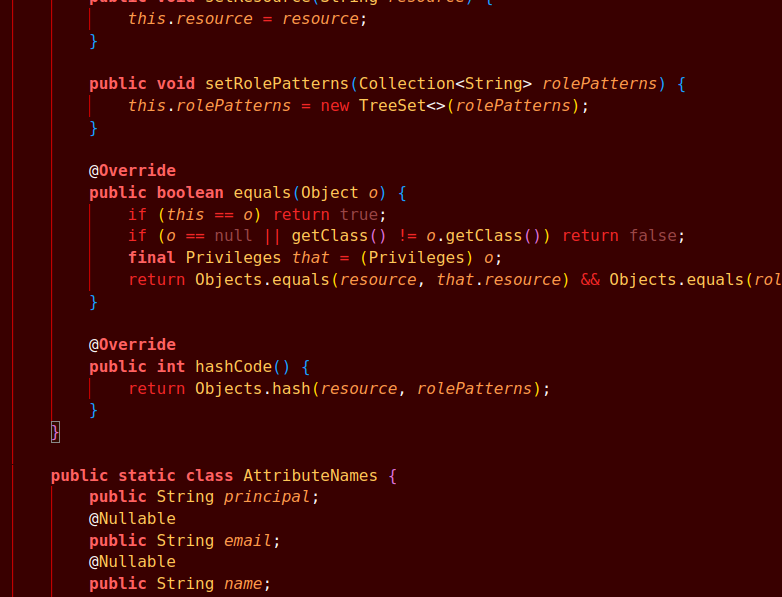 public void setResource(String resource) {
this.resource = resource;
}
public void setRolePatterns(Collection<String> rolePatterns) {
this.rolePatterns = new TreeSet<>(rolePatterns);
}
@Override
public boolean equals(Object o) {
if (this == o) return true;
if (o == null || getClass() != o.getClass()) return false;
final Privileges that = (Privileges) o;
return Objects.equals(resource, that.resource) && Objects.equals(rol
}
@Override
public int hashCode() {
return Objects.hash(resource, rolePatterns);
}
}
public static class AttributeNames {
public String principal;
@Nullable
public String email;
@Nullable
public String name;